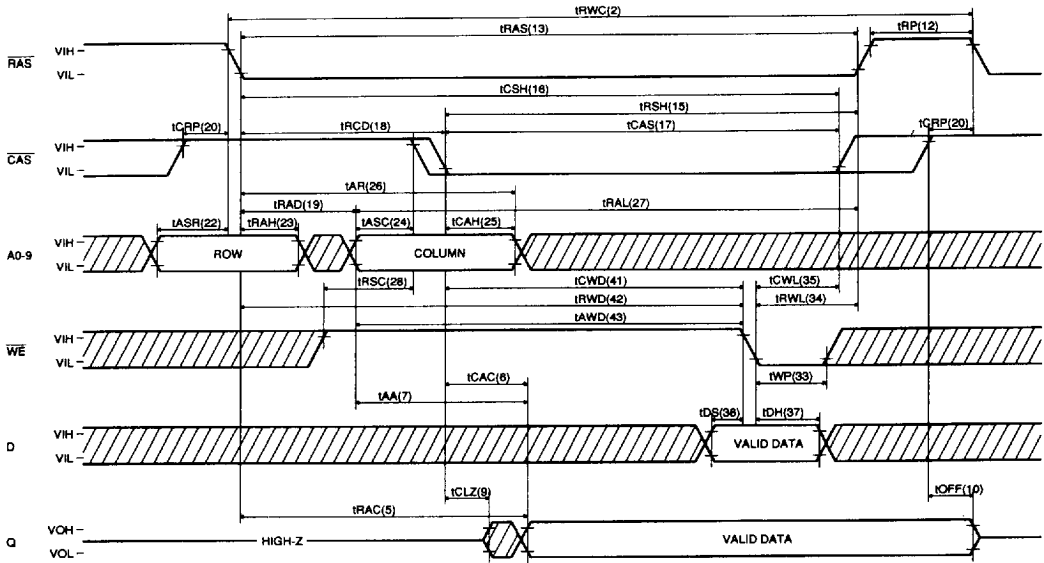 tRWC(2)
tRAS(13)
tRP(12)
RAS
VIH
VIL
tCSH(16)
tRSH(15)
tCRP(20)
tRCD(18)
tCAS(17)
tCRP(20)
CAS
VIH
VIL
tAR(26)
tRAD(19)
tRAL(27)
tASR(22)
tRAH(23)
tASC(24)
tCAH(25)
A0-9
VIH
VIL
ROW
COLUMN
tRSC(28)
tCWD(41)
tCWL(35)
tRWD(42)
tRWL(34)
tAWD(43)
WE
VIH
VIL
tWP(33)
tCAC(6)
tAA(7)
tDS(36)
tDH(37)
D
VIH
VIL
VALID DATA
tCLZ(9)
tOFF(10)
tRAC(5)
Q
VOH
VOL
HIGH-Z
VALID DATA